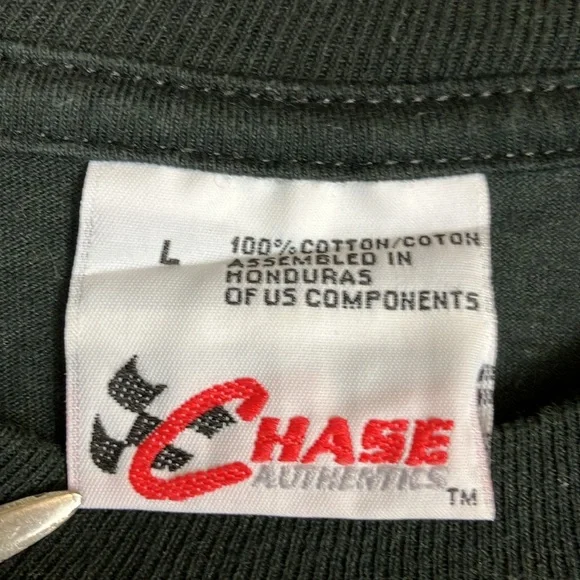 L
100% COTTON/COTON
ASSEMBLED IN
HONDURAS
OF US COMPONENTS
CHASE
AUTHENTICS
TM